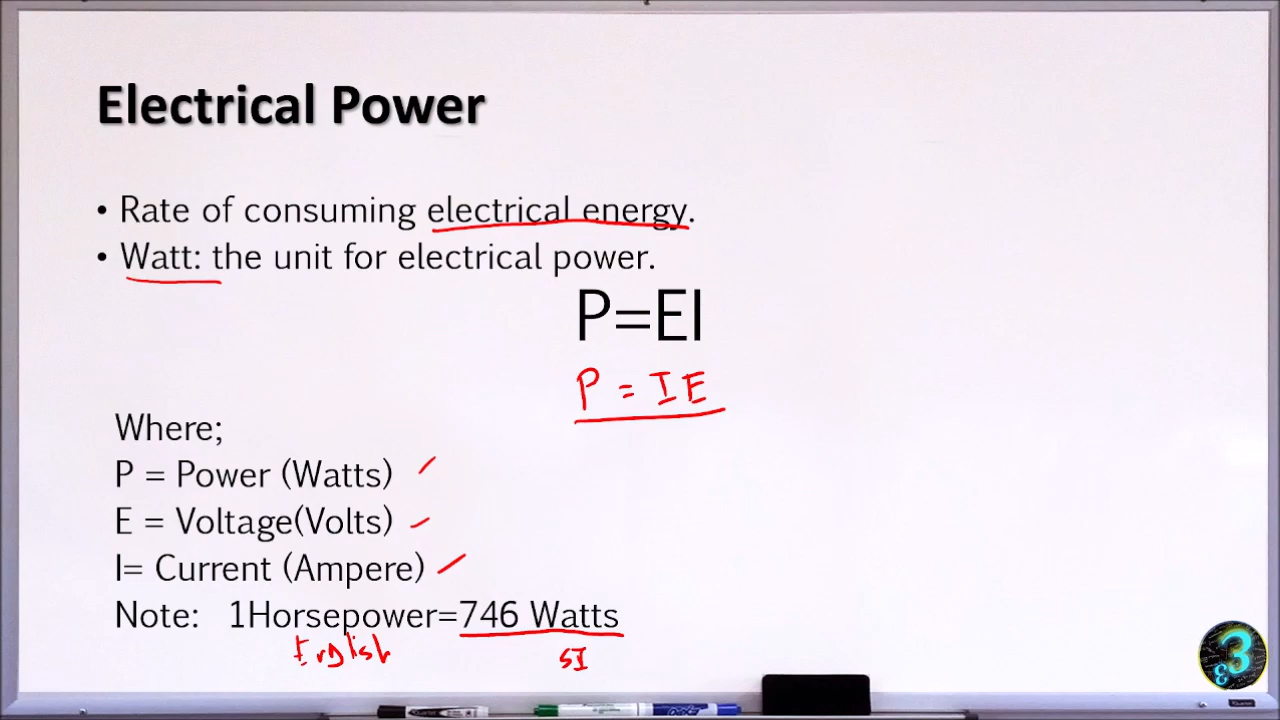 Electrical Power
• Rate of consuming electrical energy.
• Watt: the unit for electrical power.
P=EI
P = IE
Where;
P = Power (Watts)
E = Voltage(Volts)
I= Current (Ampere)
Note: 1Horsepower=746 Watts
English SI
ε3